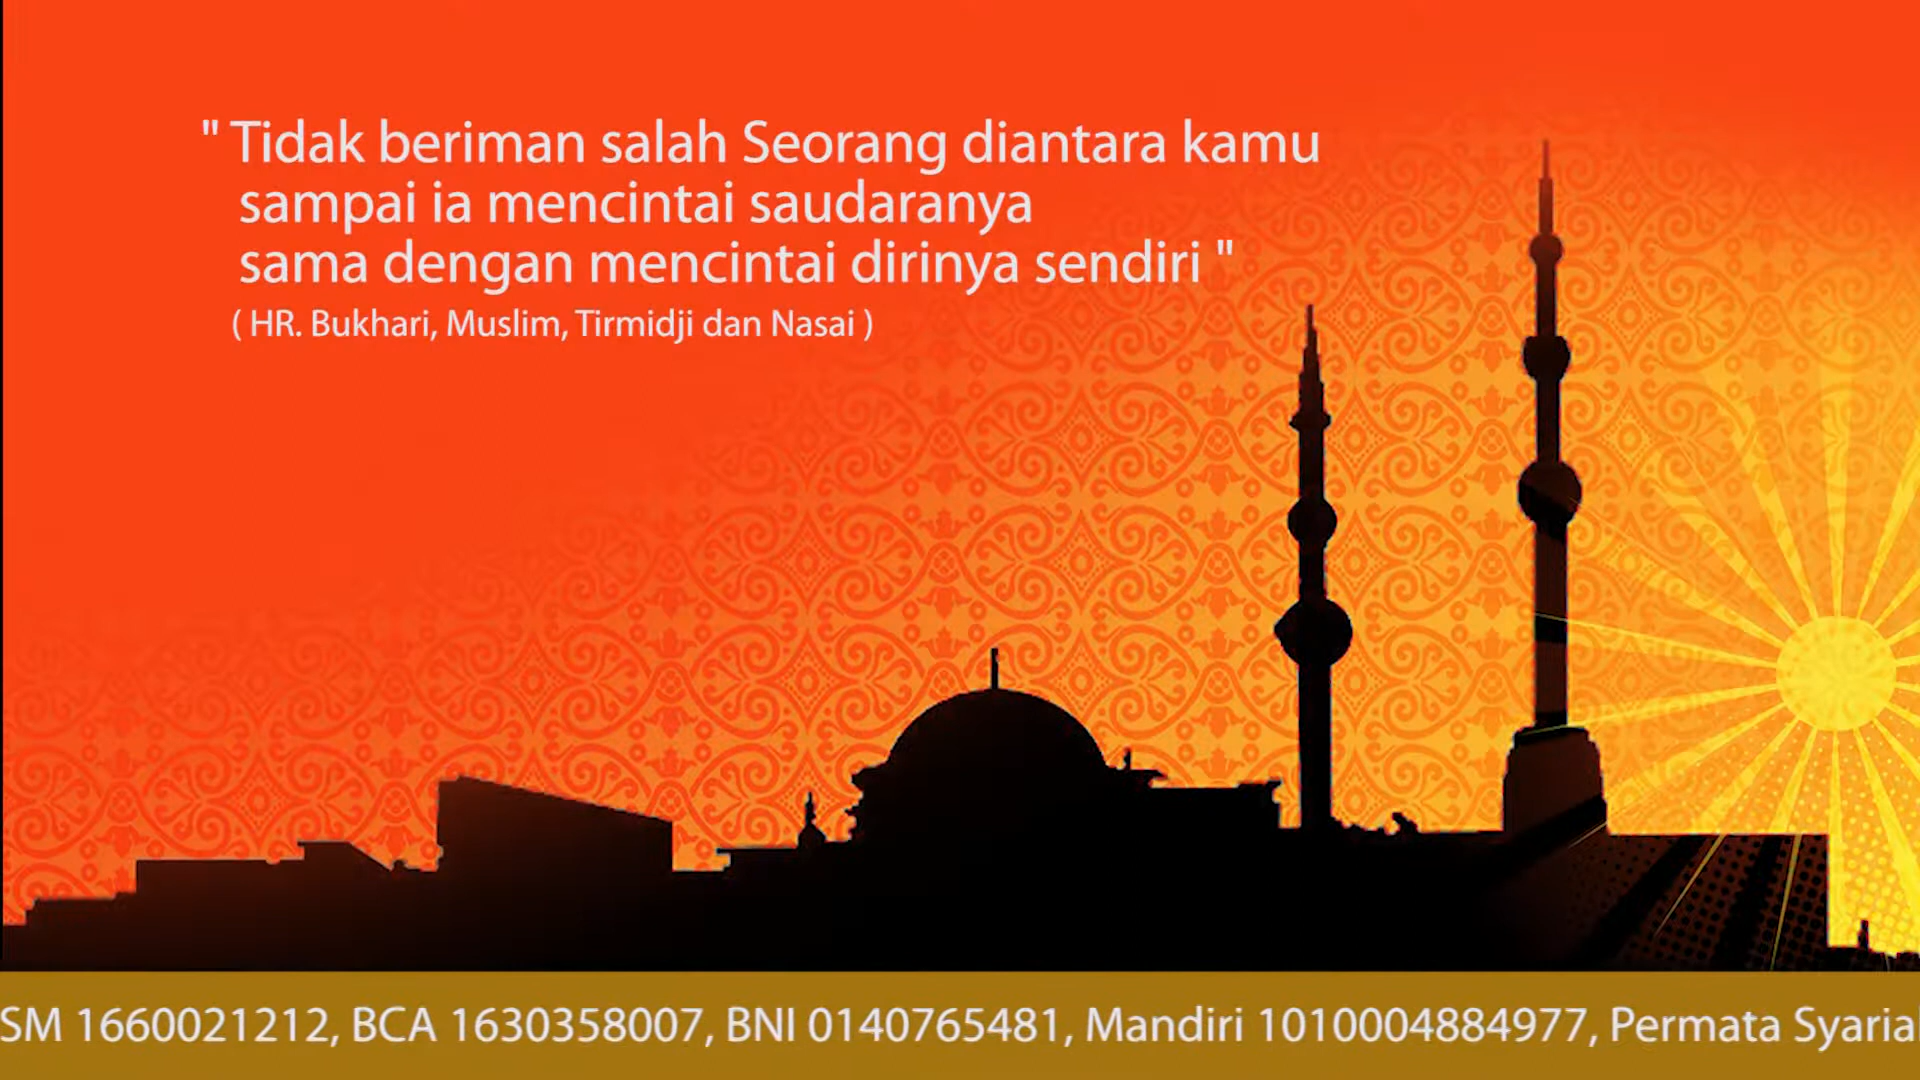 " Tidak beriman salah Seorang diantara kamu
sampai ia mencintai saudaranya
sama dengan mencintai dirinya sendiri "
( HR. Bukhari, Muslim, Tirmidji dan Nasai )
SM 1660021212, BCA 1630358007, BNI 0140765481, Mandiri 1010004884977, Permata Syaria